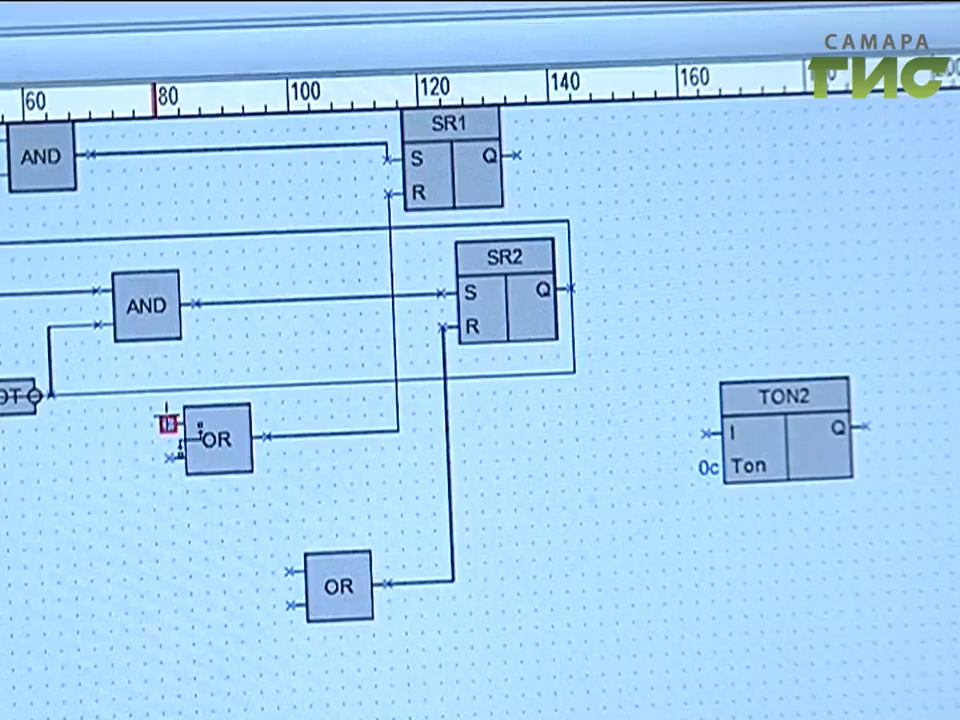 САМАРА
ГИС
60 80 100 120 140 160
SR1
AND
S Q
R
SR2
AND
S Q
R
TON2
OR
I Q
0c Ton
OR